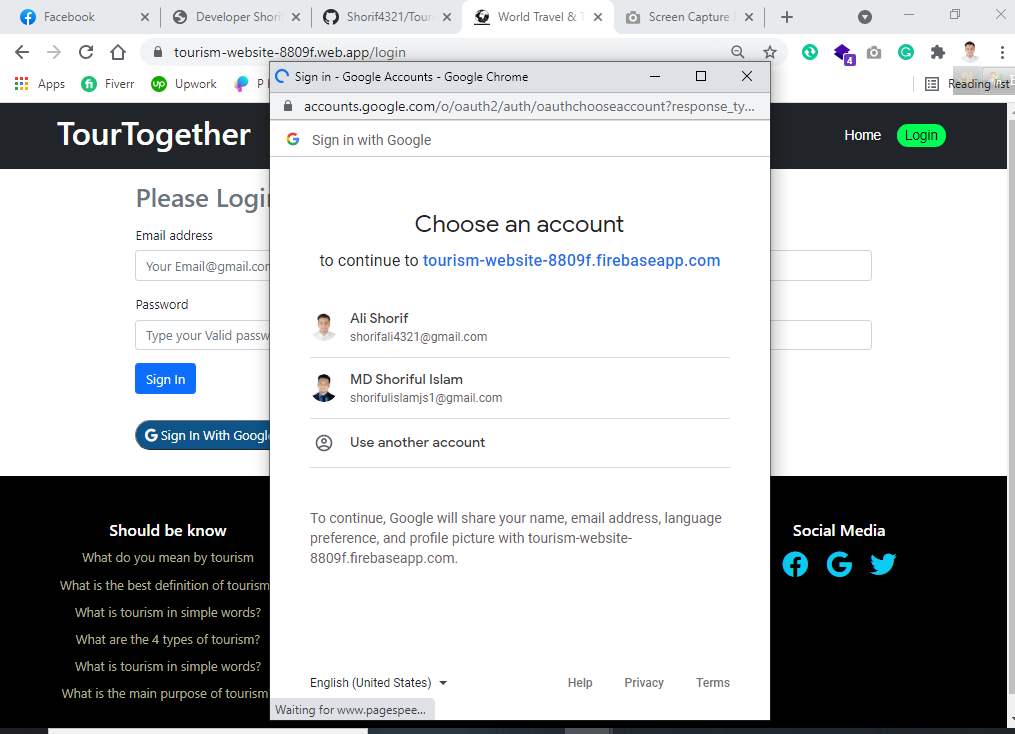 Facebook
Developer Shori
Shorif4321/Tour
World Travel & T
Screen Capture
tourism-website-8809f.web.app/login
4
Apps
Fiverr
up
Upwork
P
Reading list
Sign in - Google Accounts - Google Chrome
accounts.google.com/o/oauth2/auth/oauthchooseaccount?response_ty...
TourTogether
Home
Login
Sign in with Google
Please Login
Email address
Your Email@gmail.com
Password
Type your Valid passw
Sign In
Sign In With Google
Choose an account
to continue to tourism-website-8809f.firebaseapp.com
Ali Shorif
shorifali4321@gmail.com
MD Shoriful Islam
shorifulislamjs1@gmail.com
Use another account
To continue, Google will share your name, email address, language
preference, and profile picture with tourism-website-
8809f.firebaseapp.com.
English (United States)
Help
Privacy
Terms
Waiting for www.pagespee...
Should be know
What do you mean by tourism
What is the best definition of tourism
What is tourism in simple words?
What are the 4 types of tourism?
What is tourism in simple words?
What is the main purpose of tourism?
Social Media